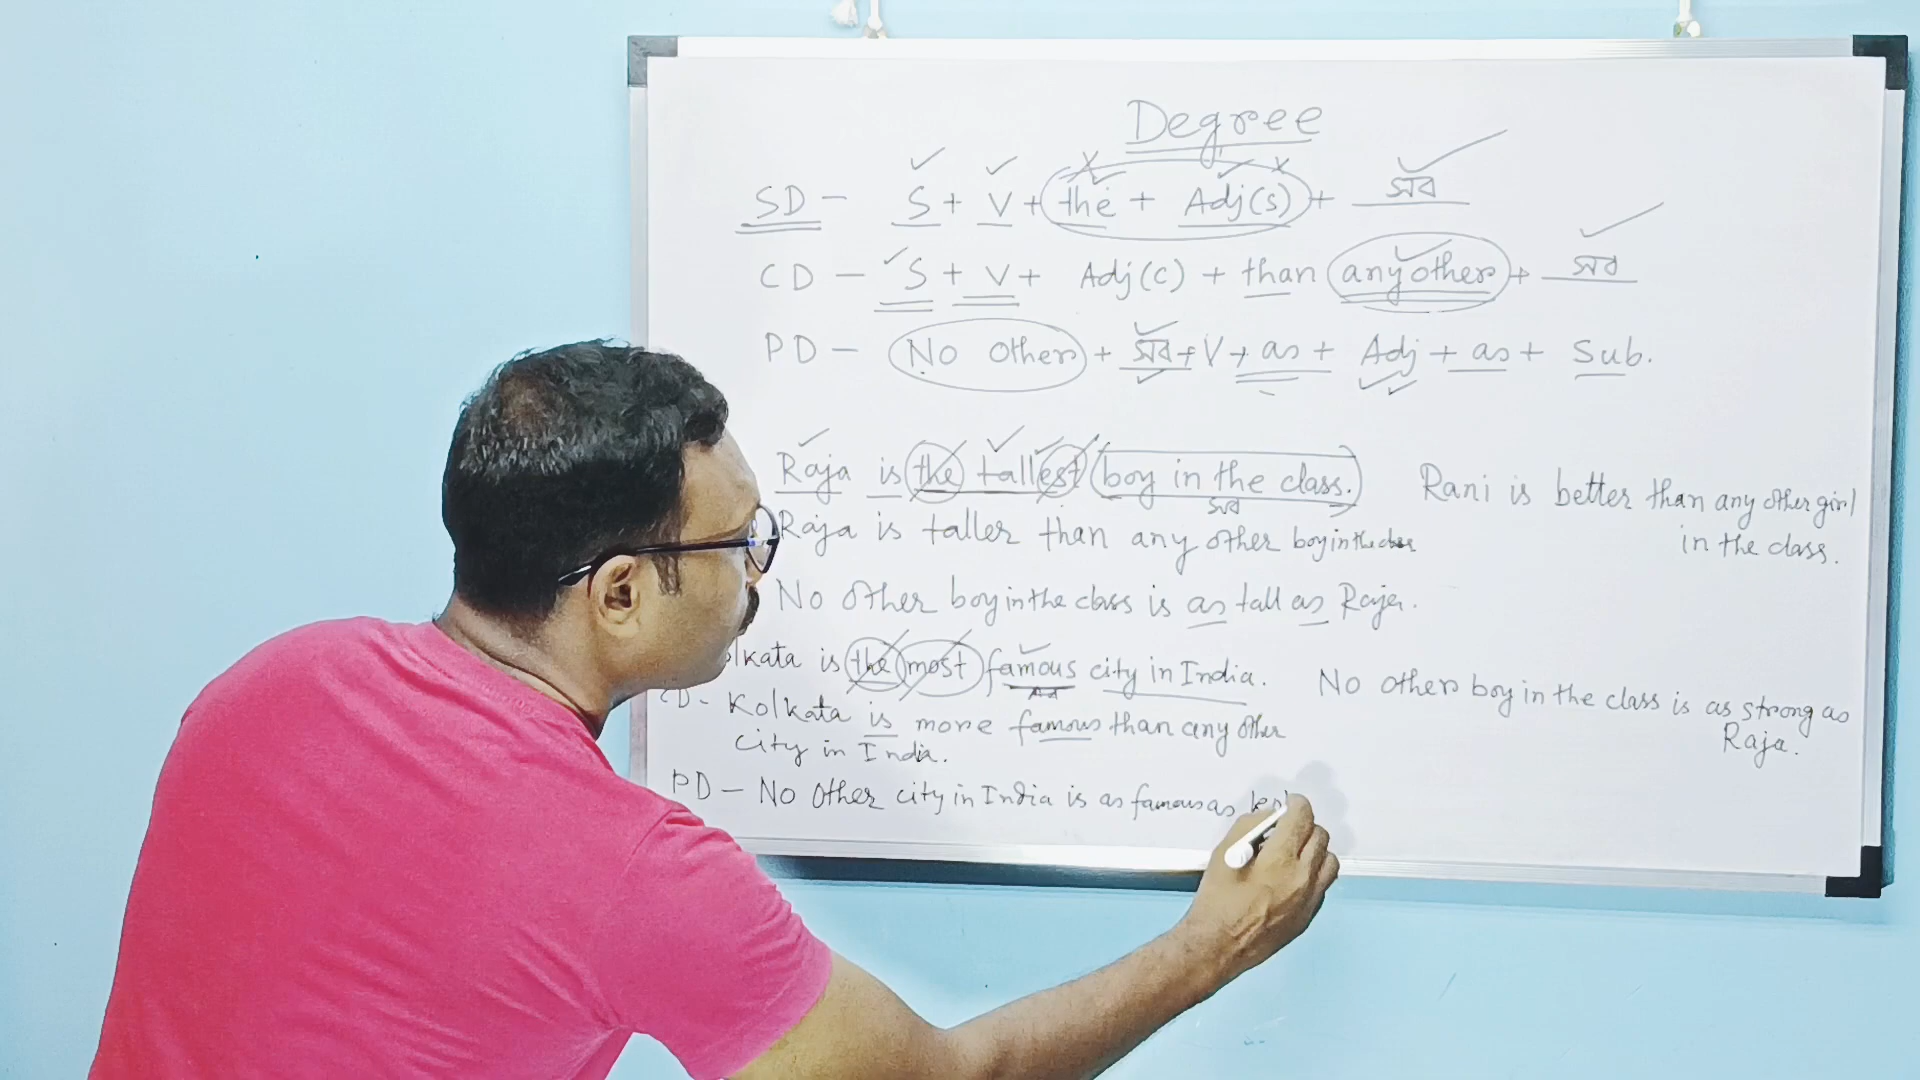 Degree
SD - S + V + the + Adj(s) + সব
CD - S + V + Adj(c) + than any other + সব
PD - No other + সব + V + as + Adj + as + Sub.
Raja is the tallest boy in the class.
সব
Raja is taller than any other boy in the class
No other boy in the class is as tall as Raja.
Rani is better than any other girl
in the class.
is the most famous city in India.
CD - Kolkata is more famous than any other
city in India.
PD - No other city in India is as famous as
No other boy in the class is as strong as
Raja.